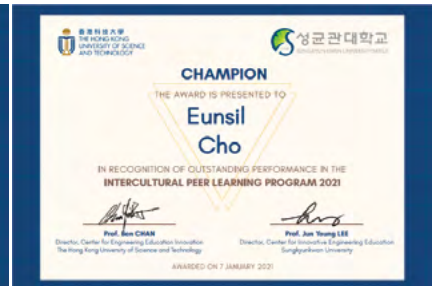 香港科技大學
THE HONG KONG
UNIVERSITY OF SCIENCE
AND TECHNOLOGY
성균관대학교
CHAMPION
THE AWARD IS PRESENTED TO
Eunsil
Cho
IN RECOGNITION OF OUTSTANDING PERFORMANCE IN THE
INTERCULTURAL PEER LEARNING PROGRAM 2021
Prof. Ben CHAN
Director, Center for Engineering Education Innovation
The Hong Kong University of Science and Technology
Prof. Jun Young LEE
Director, Center for Innovative Engineering Education
Sungkyunkwan University
AWARDED ON 7 JANUARY 2021